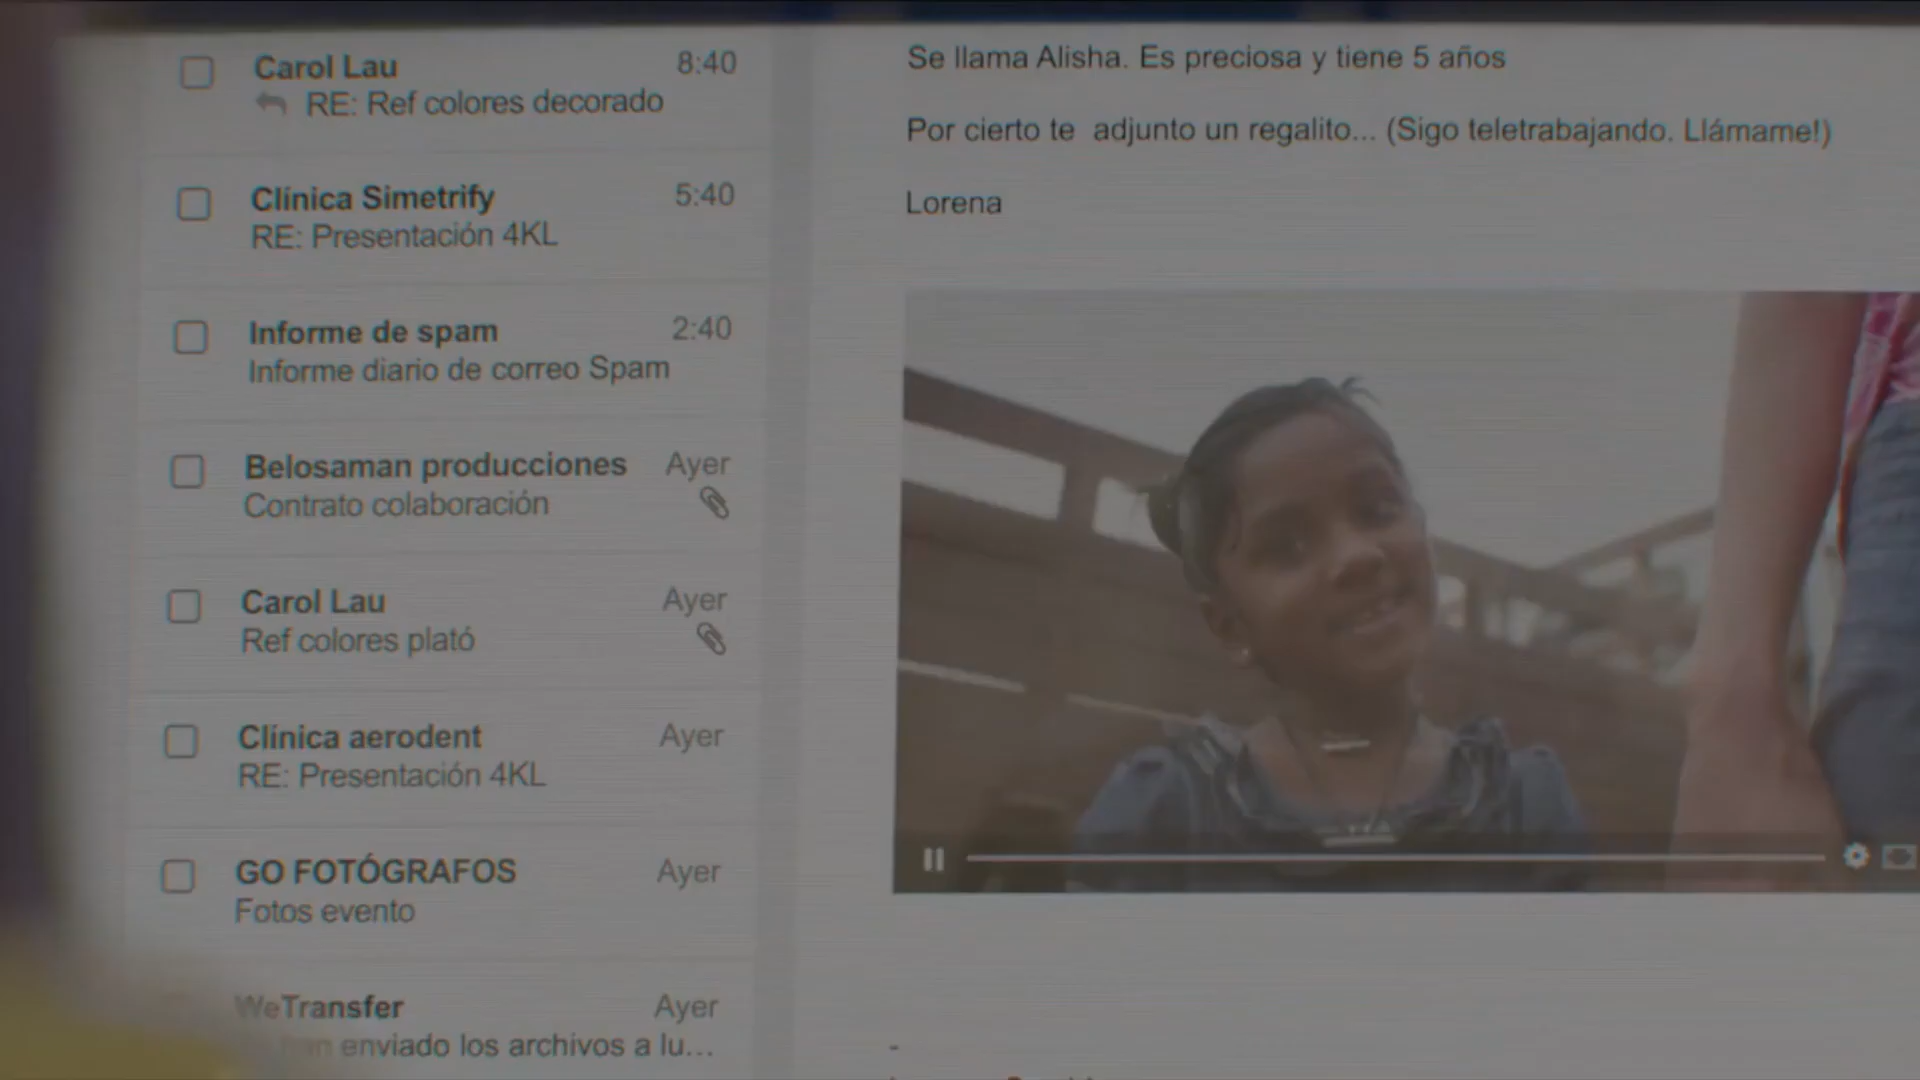 Carol Lau 8:40
RE: Ref colores decorado
Clínica Simetrify 5:40
RE: Presentación 4KL
Informe de spam 2:40
Informe diario de correo Spam
Belosaman producciones Ayer
Contrato colaboración
Carol Lau Ayer
Ref colores plató
Clínica aerodent Ayer
RE: Presentación 4KL
GO FOTÓGRAFOS Ayer
Fotos evento
WeTransfer Ayer
han enviado los archivos a lu...
Se llama Alisha. Es preciosa y tiene 5 años
Por cierto te adjunto un regalito... (Sigo teletrabajando. Llámame!)
Lorena
-